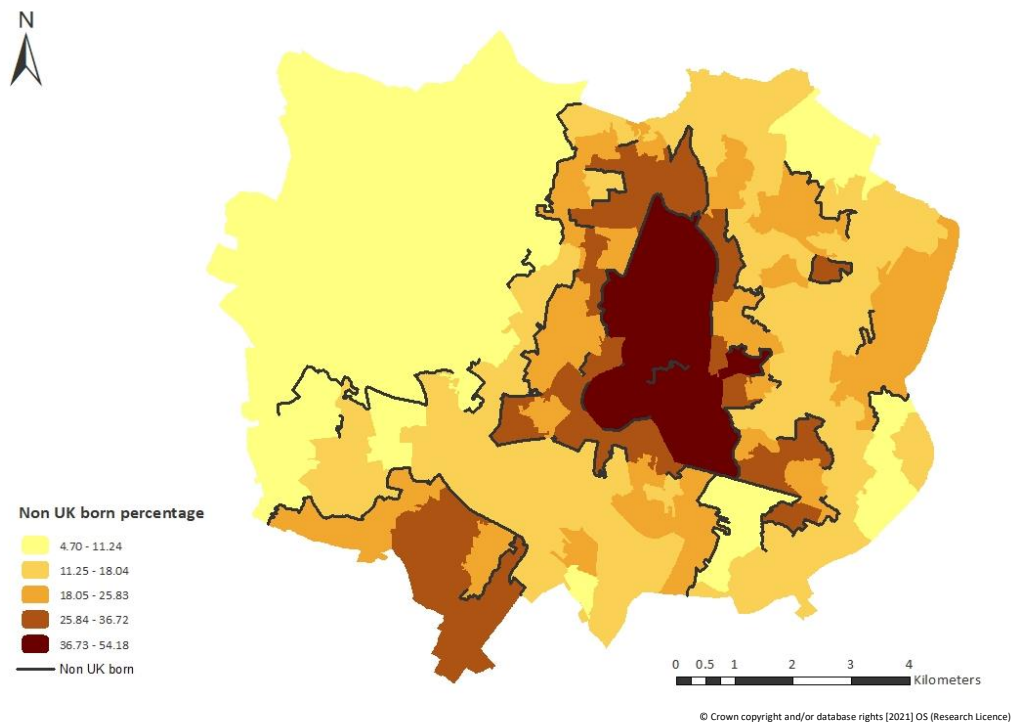 N
Non UK born percentage
4.70 - 11.24
11.25 - 18.04
18.05 - 25.83
25.84 - 36.72
36.73 - 54.18
Non UK born
0 0.5 1 2 3 4
Kilometers
© Crown copyright and/or database rights [2021] OS (Research Licence)